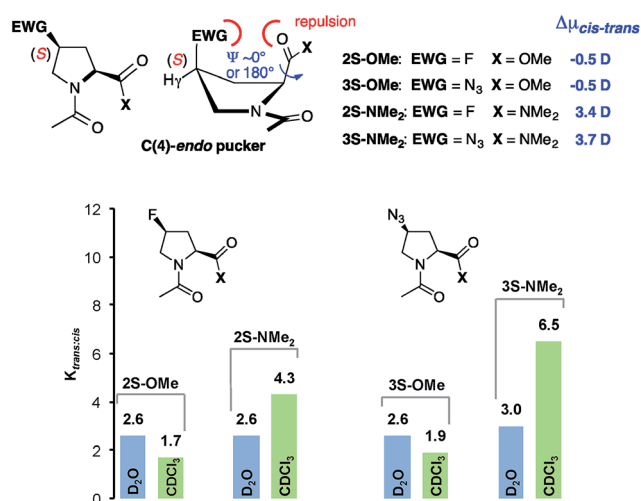 EWG
(S)
N
O
X
O
EWG
repulsion
O
X
(S)
Ψ ~0°
or 180°
Hγ
N
O
C(4)-endo pucker
Δμcis-trans
2S-OMe: EWG = F X = OMe -0.5 D
3S-OMe: EWG = N3 X = OMe -0.5 D
2S-NMe2: EWG = F X = NMe2 3.4 D
3S-NMe2: EWG = N3 X = NMe2 3.7 D
Ktrans:cis
12
10
8
6
4
2
0
F
N
O
X
O
N3
N
O
X
O
2S-OMe
2.6
1.7
D2O
CDCl3
2S-NMe2
2.6
4.3
D2O
CDCl3
3S-OMe
2.6
1.9
D2O
CDCl3
3S-NMe2
3.0
6.5
D2O
CDCl3